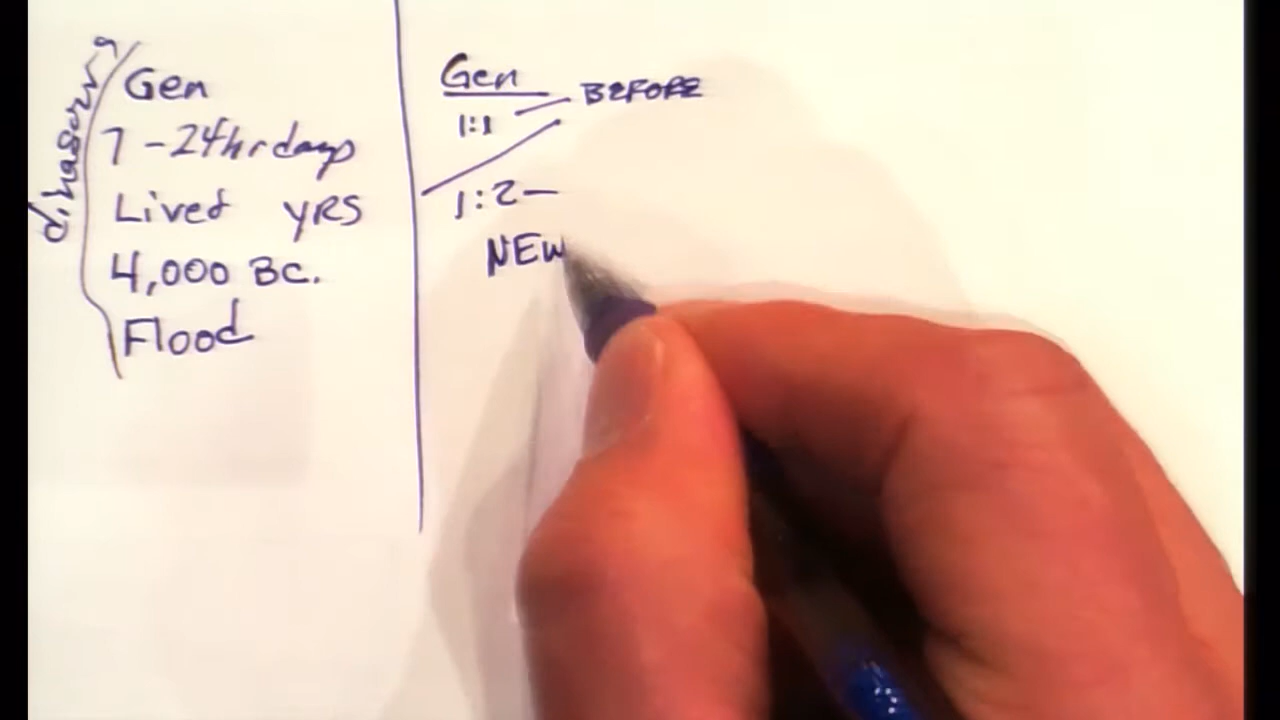 Gen
7 - 24hr days
Lived YRS
4,000 BC.
Flood
Gen
BEFORE
1:1
1:2-
NEW